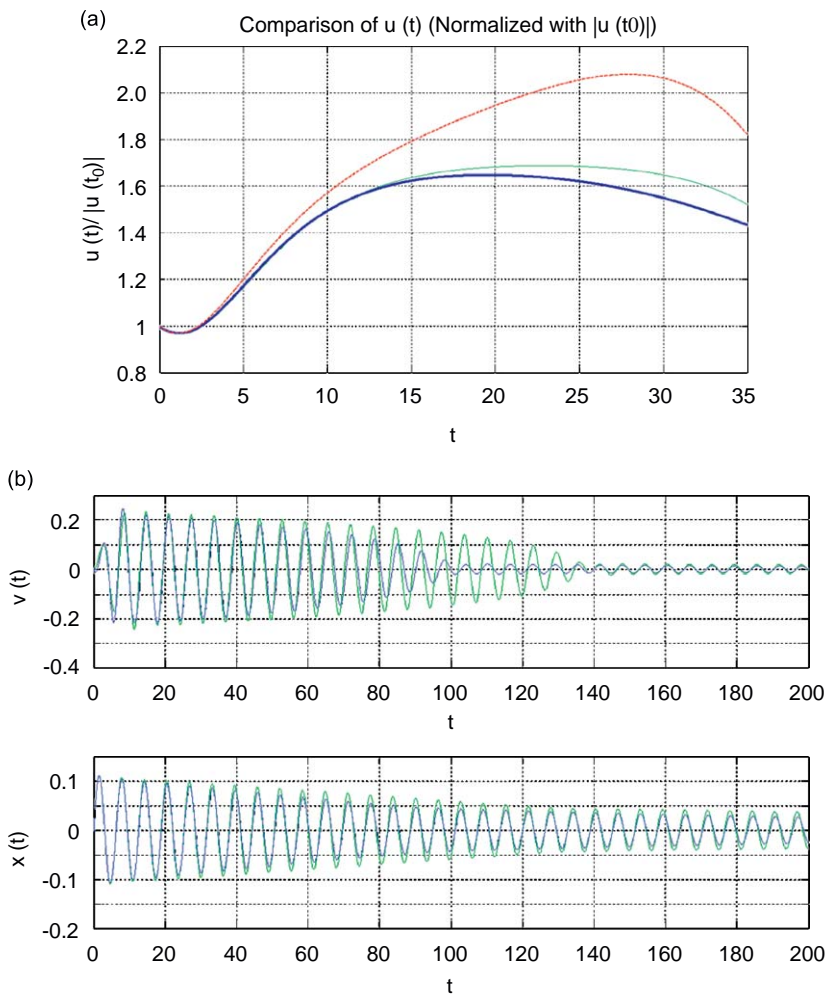 (a)
Comparison of u (t) (Normalized with |u (t0)|)
2.2
2.0
1.8
1.6
1.4
1.2
1
0.8
u (t)/ |u (t0)|
0 5 10 15 20 25 30 35
t
(b)
0.2
0
-0.2
-0.4
v (t)
0 20 40 60 80 100 120 140 160 180 200
t
0.1
0
-0.1
-0.2
x (t)
0 20 40 60 80 100 120 140 160 180 200
t